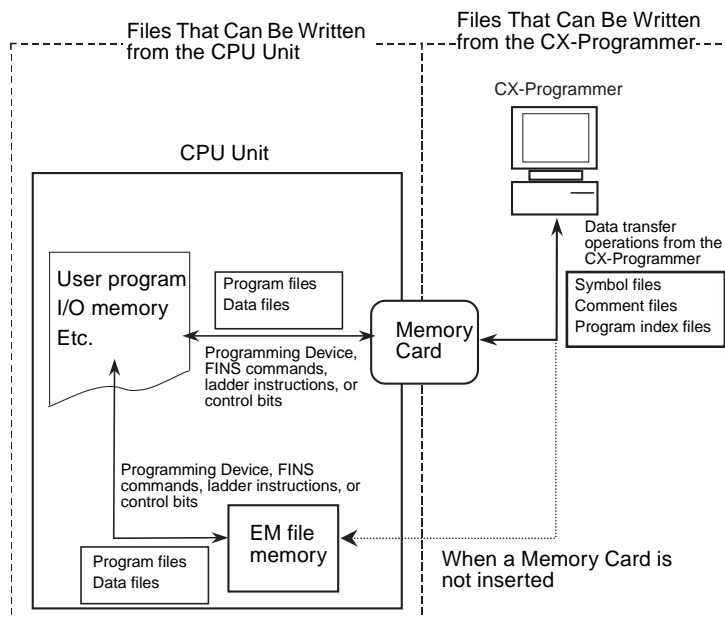 Files That Can Be Written
from the CPU Unit
Files That Can Be Written
from the CX-Programmer
CX-Programmer
CPU Unit
Data transfer
operations from the
CX-Programmer
Symbol files
Comment files
Program index files
User program
I/O memory
Etc.
Program files
Data files
Memory
Card
Programming Device,
FINS commands,
ladder instructions, or
control bits
Programming Device, FINS
commands, ladder instructions, or
control bits
EM file
memory
Program files
Data files
When a Memory Card is
not inserted